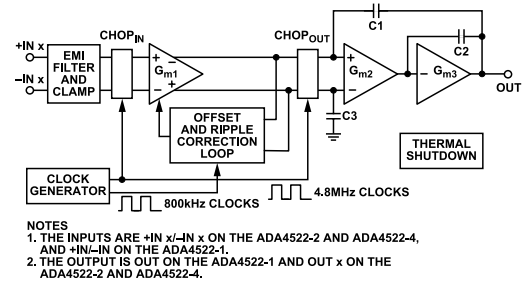 C1
CHOPIN
CHOPOUT
C2
+IN x
–IN x
EMI
FILTER
AND
CLAMP
+ –
– +
Gm1
+
–
Gm2
–
Gm3
OUT
OFFSET
AND RIPPLE
CORRECTION
LOOP
C3
THERMAL
SHUTDOWN
CLOCK
GENERATOR
800kHz CLOCKS
4.8MHz CLOCKS
NOTES
1. THE INPUTS ARE +IN x/–IN x ON THE ADA4522-2 AND ADA4522-4,
AND +IN/–IN ON THE ADA4522-1.
2. THE OUTPUT IS OUT ON THE ADA4522-1 AND OUT x ON THE
ADA4522-2 AND ADA4522-4.